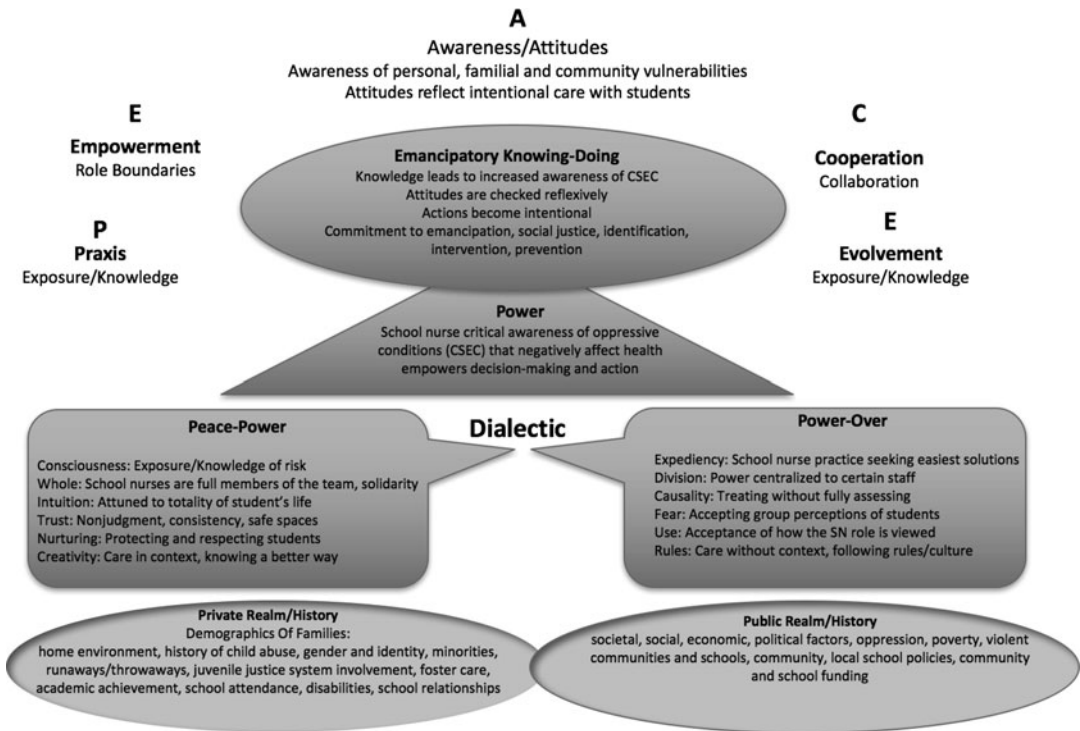 A
Awareness/Attitudes
Awareness of personal, familial and community vulnerabilities
Attitudes reflect intentional care with students
E
Empowerment
Role Boundaries
C
Cooperation
Collaboration
P
Praxis
Exposure/Knowledge
E
Evolvement
Exposure/Knowledge
Emancipatory Knowing-Doing
Knowledge leads to increased awareness of CSEC
Attitudes are checked reflexively
Actions become intentional
Commitment to emancipation, social justice, identification,
intervention, prevention
Power
School nurse critical awareness of oppressive
conditions (CSEC) that negatively affect health
empowers decision-making and action
Peace-Power
Consciousness: Exposure/Knowledge of risk
Whole: School nurses are full members of the team, solidarity
Intuition: Attuned to totality of student's life
Trust: Nonjudgment, consistency, safe spaces
Nurturing: Protecting and respecting students
Creativity: Care in context, knowing a better way
Dialectic
Power-Over
Expediency: School nurse practice seeking easiest solutions
Division: Power centralized to certain staff
Causality: Treating without fully assessing
Fear: Accepting group perceptions of students
Use: Acceptance of how the SN role is viewed
Rules: Care without context, following rules/culture
Private Realm/History
Demographics Of Families:
home environment, history of child abuse, gender and identity, minorities,
runaways/throwaways, juvenile justice system involvement, foster care,
academic achievement, school attendance, disabilities, school relationships
Public Realm/History
societal, social, economic, political factors, oppression, poverty, violent
communities and schools, community, local school policies, community
and school funding